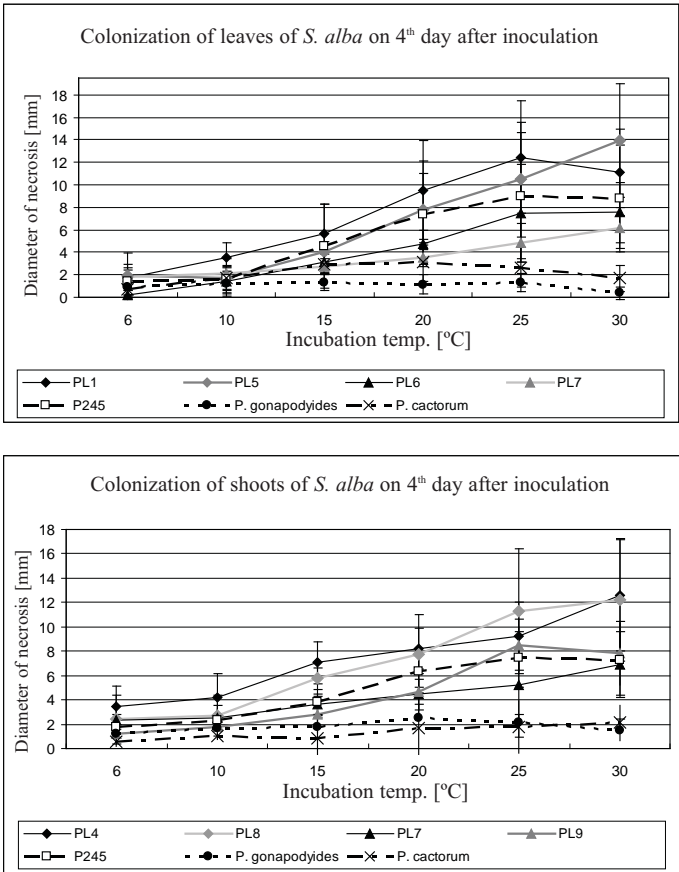 Colonization of leaves of S. alba on 4th day after inoculation
Diameter of necrosis [mm]
18
16
14
12
10
8
6
4
2
0
6 10 15 20 25 30
Incubation temp. [ºC]
PL1 PL5 PL6 PL7
P245 P. gonapodyides P. cactorum
Colonization of shoots of S. alba on 4th day after inoculation
Diameter of necrosis [mm]
18
16
14
12
10
8
6
4
2
0
6 10 15 20 25 30
Incubation temp. [ºC]
PL4 PL8 PL7 PL9
P245 P. gonapodyides P. cactorum